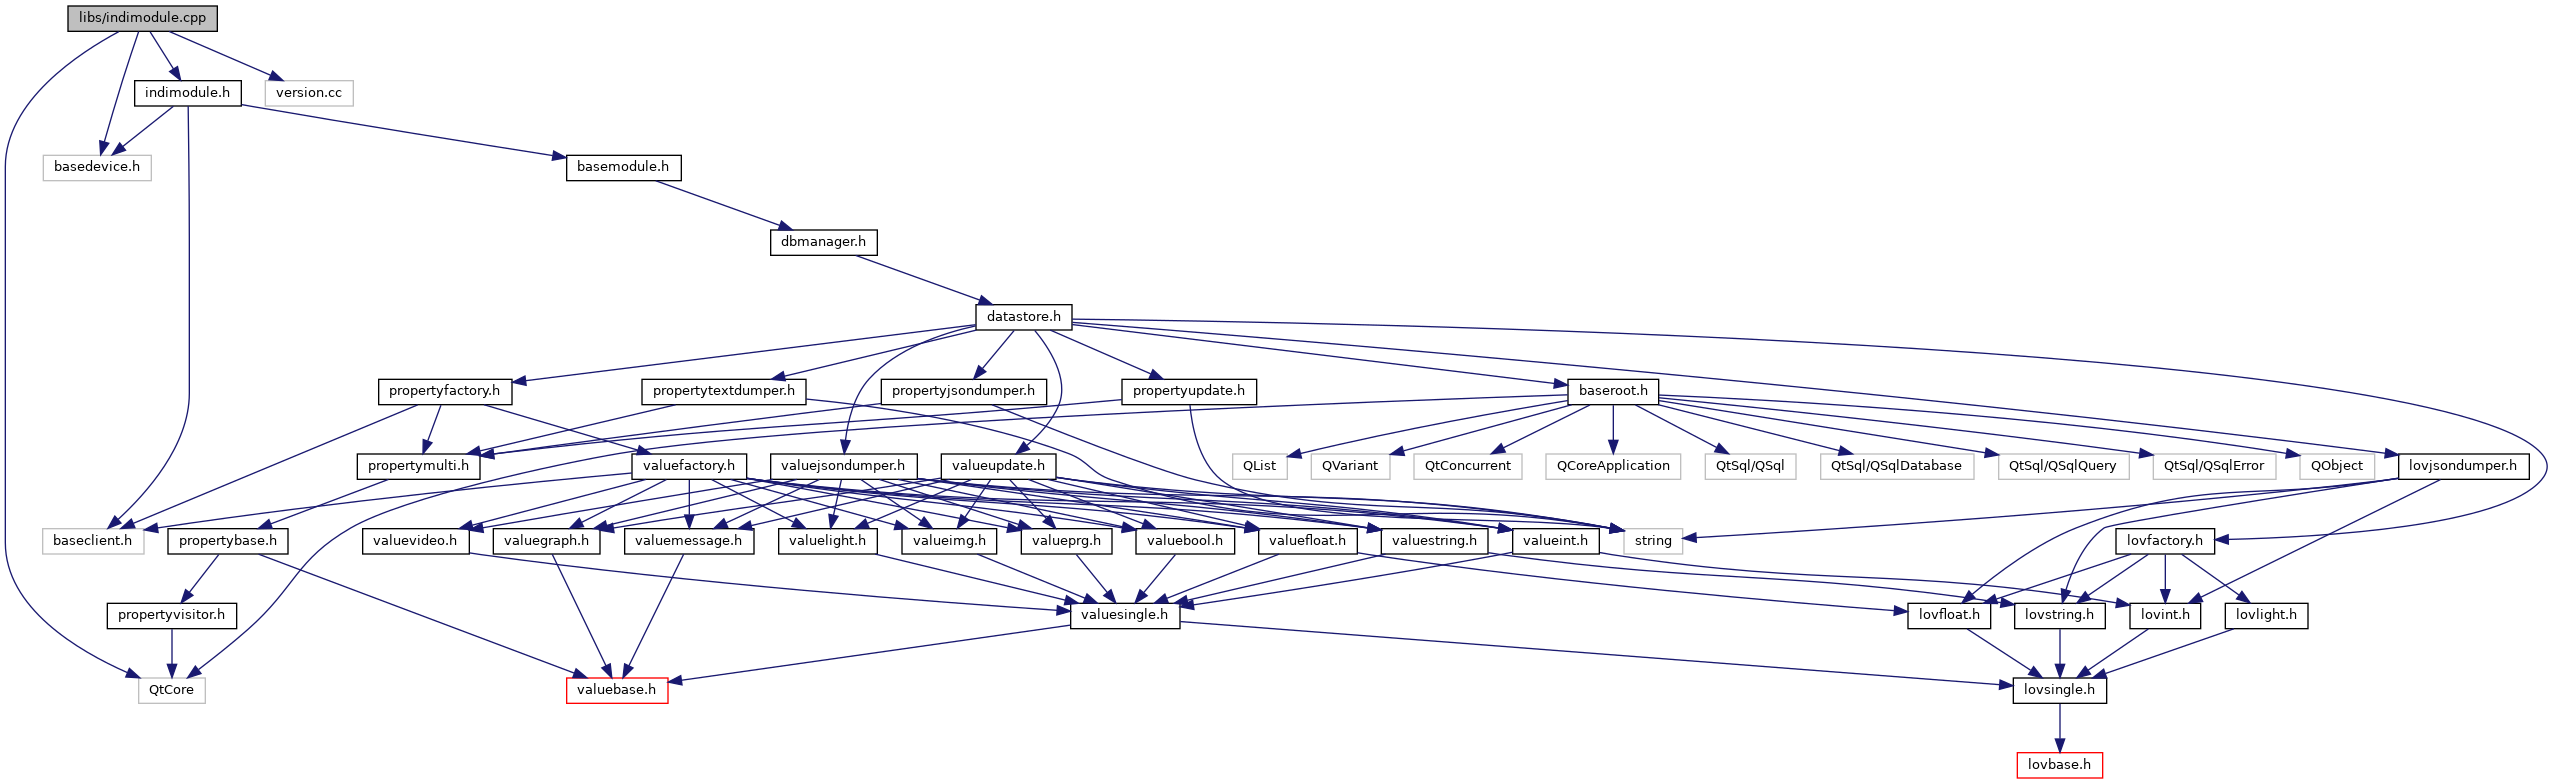 libs/indimodule.cpp
indimodule.h
version.cc
basedevice.h
basemodule.h
dbmanager.h
datastore.h
propertyfactory.h
propertytextdumper.h
propertyjsondumper.h
propertyupdate.h
baseroot.h
propertymulti.h
valuefactory.h
valuejsondumper.h
valueupdate.h
QList
QVariant
QtConcurrent
QCoreApplication
QtSql/QSql
QtSql/QSqlDatabase
QtSql/QSqlQuery
QtSql/QSqlError
QObject
lovjsondumper.h
baseclient.h
propertybase.h
valuevideo.h
valuegraph.h
valuemessage.h
valuelight.h
valueimg.h
valueprg.h
valuebool.h
valuefloat.h
valuestring.h
valueint.h
string
lovfactory.h
propertyvisitor.h
valuesingle.h
lovfloat.h
lovstring.h
lovint.h
lovlight.h
QtCore
valuebase.h
lovsingle.h
lovbase.h